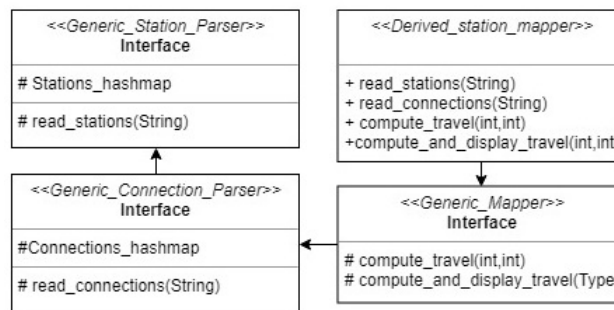 <<Generic_Station_Parser>>
Interface
# Stations_hashmap
# read_stations(String)
<<Derived_station_mapper>>
+ read_stations(String)
+ read_connections(String)
+ compute_travel(int,int)
+compute_and_display_travel(int,int
<<Generic_Connection_Parser>>
Interface
#Connections_hashmap
# read_connections(String)
<<Generic_Mapper>>
Interface
# compute_travel(int,int)
# compute_and_display_travel(Type